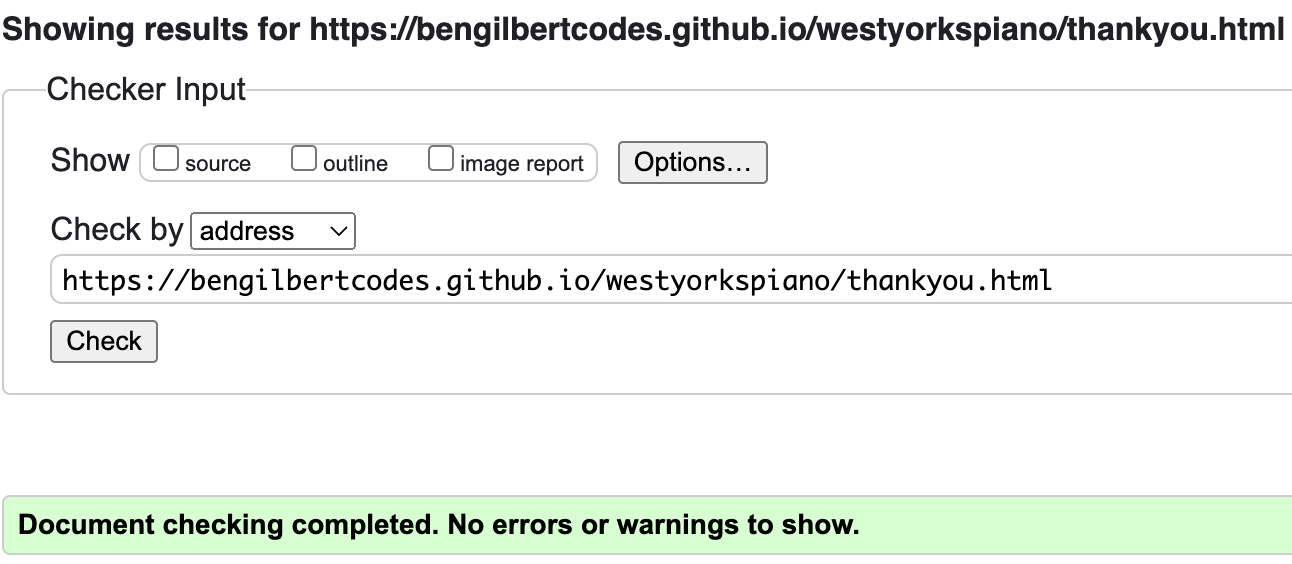 Showing results for https://bengilbertcodes.github.io/westyorkspiano/thankyou.html
Checker Input
Show source outline image report Options…
Check by address
https://bengilbertcodes.github.io/westyorkspiano/thankyou.html
Check
Document checking completed. No errors or warnings to show.